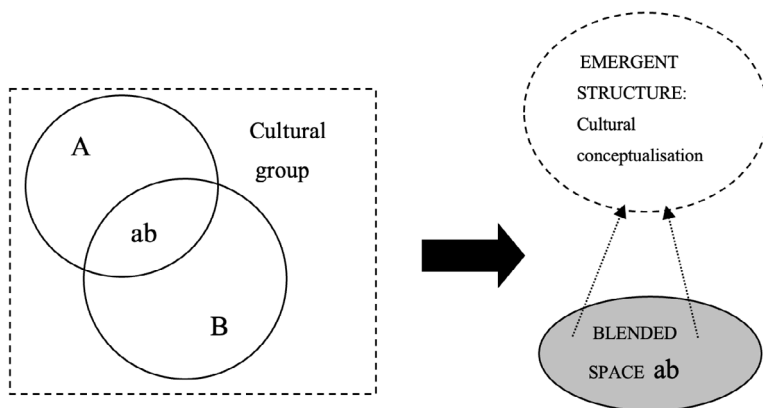 A
Cultural
group
ab
B
EMERGENT
STRUCTURE:
Cultural
conceptualisation
BLENDED
SPACE ab